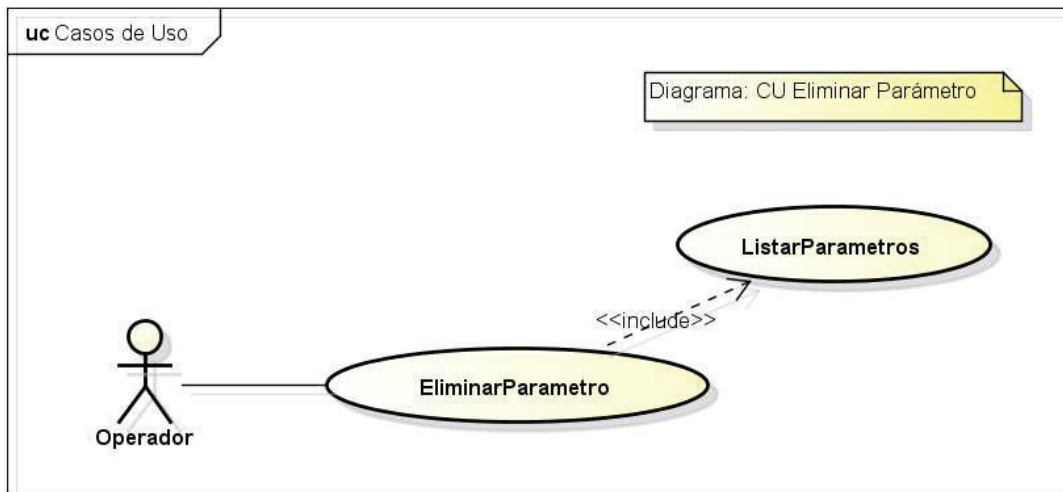 uc Casos de Uso
Diagrama: CU Eliminar Parámetro
ListarParametros
<<include>>
EliminarParametro
Operador